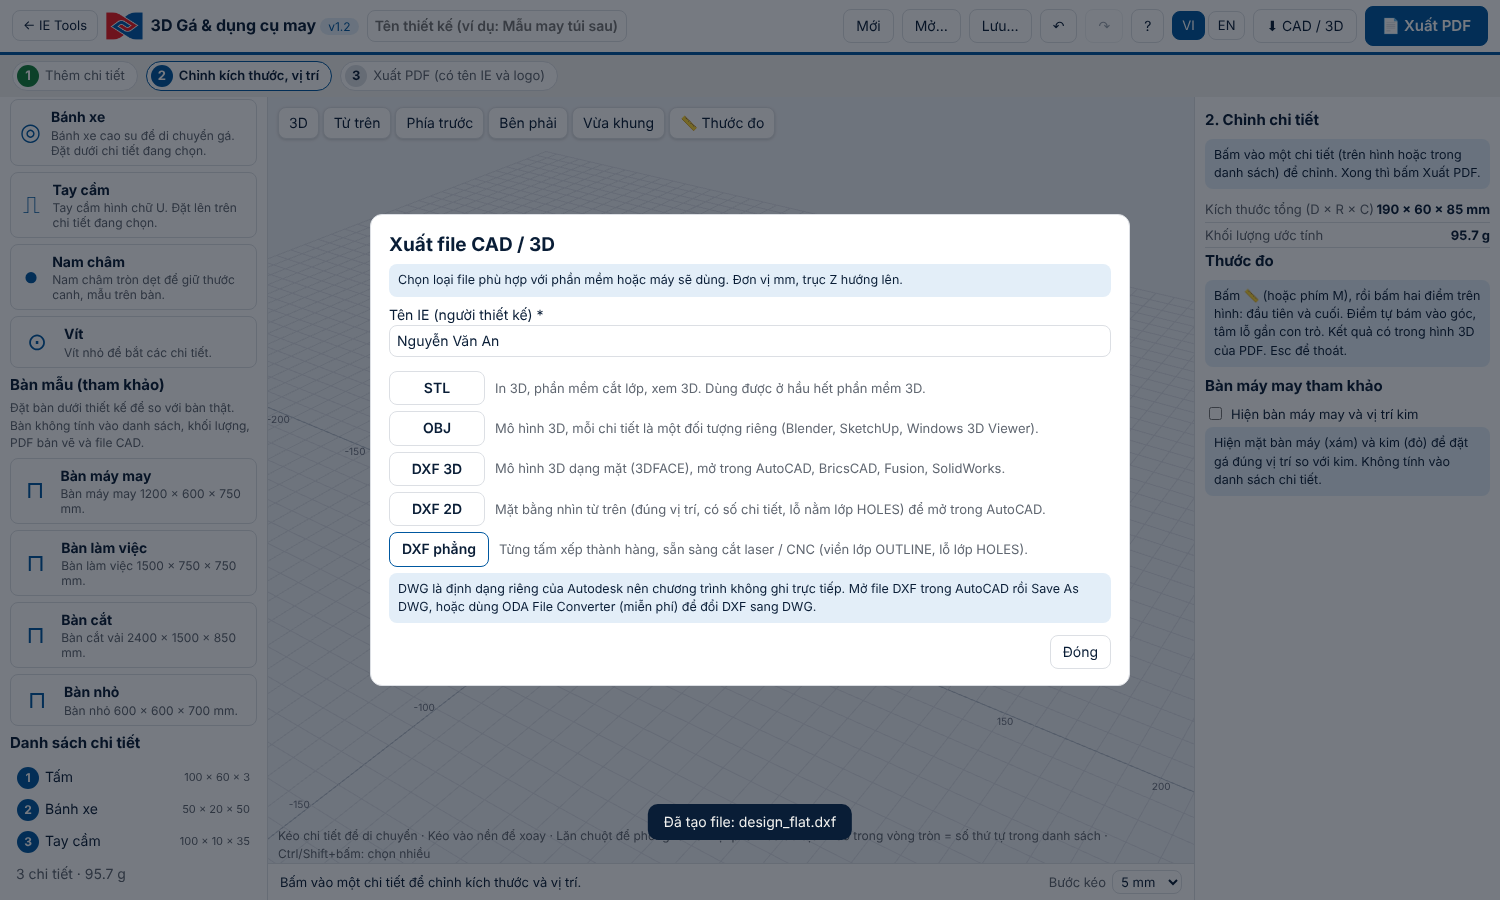 ← IE Tools
3D Gá & dụng cụ may
v1.2
Tên thiết kế (ví dụ: Mẫu may túi sau)
Mới
Mở...
Lưu...
?
VI
EN
⬇ CAD / 3D
Xuất PDF
1 Thêm chi tiết
2 Chỉnh kích thước, vị trí
3 Xuất PDF (có tên IE và logo)
Bánh xe
Bánh xe cao su để di chuyển gá.
Đặt dưới chi tiết đang chọn.
Tay cầm
Tay cầm hình chữ U. Đặt lên trên
chi tiết đang chọn.
Nam châm
Nam châm tròn dẹt để giữ thước
canh, mẫu trên bàn.
Vít
Vít nhỏ để bắt các chi tiết.
Bàn mẫu (tham khảo)
Đặt bàn dưới thiết kế để so với bàn thật.
Bàn không tính vào danh sách, khối lượng,
PDF bản vẽ và file CAD.
Bàn máy may
Bàn máy may 1200 × 600 × 750
mm.
Bàn làm việc
Bàn làm việc 1500 × 750 × 750
mm.
Bàn cắt
Bàn cắt vải 2400 × 1500 × 850
mm.
Bàn nhỏ
Bàn nhỏ 600 × 600 × 700 mm.
Danh sách chi tiết
1 Tấm 100 × 60 × 3
2 Bánh xe 50 × 20 × 50
3 Tay cầm 100 × 10 × 35
3 chi tiết · 95.7 g
3D
Từ trên
Phía trước
Bên phải
Vừa khung
Thước đo
-200
-150
-100
150
200
-150
Xuất file CAD / 3D
Chọn loại file phù hợp với phần mềm hoặc máy sẽ dùng. Đơn vị mm, trục Z hướng lên.
Tên IE (người thiết kế) *
Nguyễn Văn An
STL In 3D, phần mềm cắt lớp, xem 3D. Dùng được ở hầu hết phần mềm 3D.
OBJ Mô hình 3D, mỗi chi tiết là một đối tượng riêng (Blender, SketchUp, Windows 3D Viewer).
DXF 3D Mô hình 3D dạng mặt (3DFACE), mở trong AutoCAD, BricsCAD, Fusion, SolidWorks.
DXF 2D Mặt bằng nhìn từ trên (đúng vị trí, có số chi tiết, lỗ nằm lớp HOLES) để mở trong AutoCAD.
DXF phẳng Từng tấm xếp thành hàng, sẵn sàng cắt laser / CNC (viền lớp OUTLINE, lỗ lớp HOLES).
DWG là định dạng riêng của Autodesk nên chương trình không ghi trực tiếp. Mở file DXF trong AutoCAD rồi Save As
DWG, hoặc dùng ODA File Converter (miễn phí) để đổi DXF sang DWG.
Đóng
Đã tạo file: design_flat.dxf
Kéo chi tiết để di chuyển · Kéo vào nền để xoay · Lăn chuột để trong vòng tròn = số thứ tự trong danh sách ·
Ctrl/Shift+bấm: chọn nhiều
Bấm vào một chi tiết để chỉnh kích thước và vị trí.
Bước kéo 5 mm
2. Chỉnh chi tiết
Bấm vào một chi tiết (trên hình hoặc trong
danh sách) để chỉnh. Xong thì bấm Xuất PDF.
Kích thước tổng (D × R × C) 190 × 60 × 85 mm
Khối lượng ước tính 95.7 g
Thước đo
Bấm 📏 (hoặc phím M), rồi bấm hai điểm trên
hình: đầu tiên và cuối. Điểm tự bám vào góc,
tâm lỗ gần con trỏ. Kết quả có trong hình 3D
của PDF. Esc để thoát.
Bàn máy may tham khảo
Hiện bàn máy may và vị trí kim
Hiện mặt bàn máy (xám) và kim (đỏ) để đặt
gá đúng vị trí so với kim. Không tính vào
danh sách chi tiết.